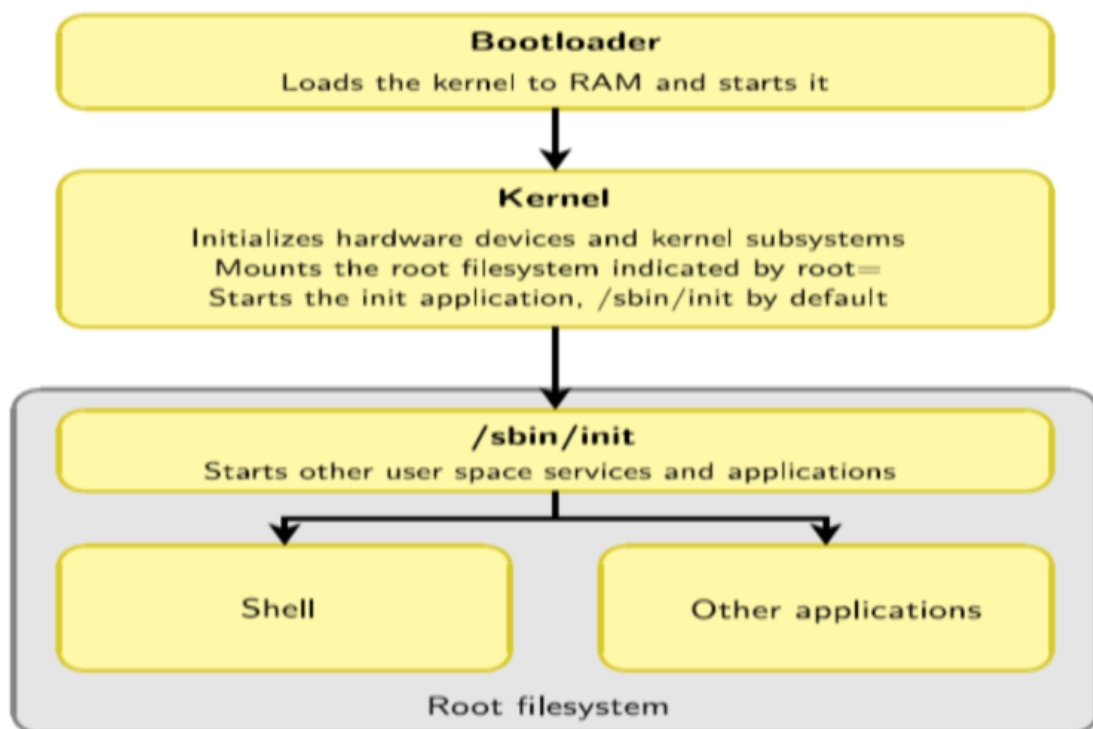 Bootloader
Loads the kernel to RAM and starts it
Kernel
Initializes hardware devices and kernel subsystems
Mounts the root filesystem indicated by root=
Starts the init application, /sbin/init by default
/sbin/init
Starts other user space services and applications
Shell
Other applications
Root filesystem